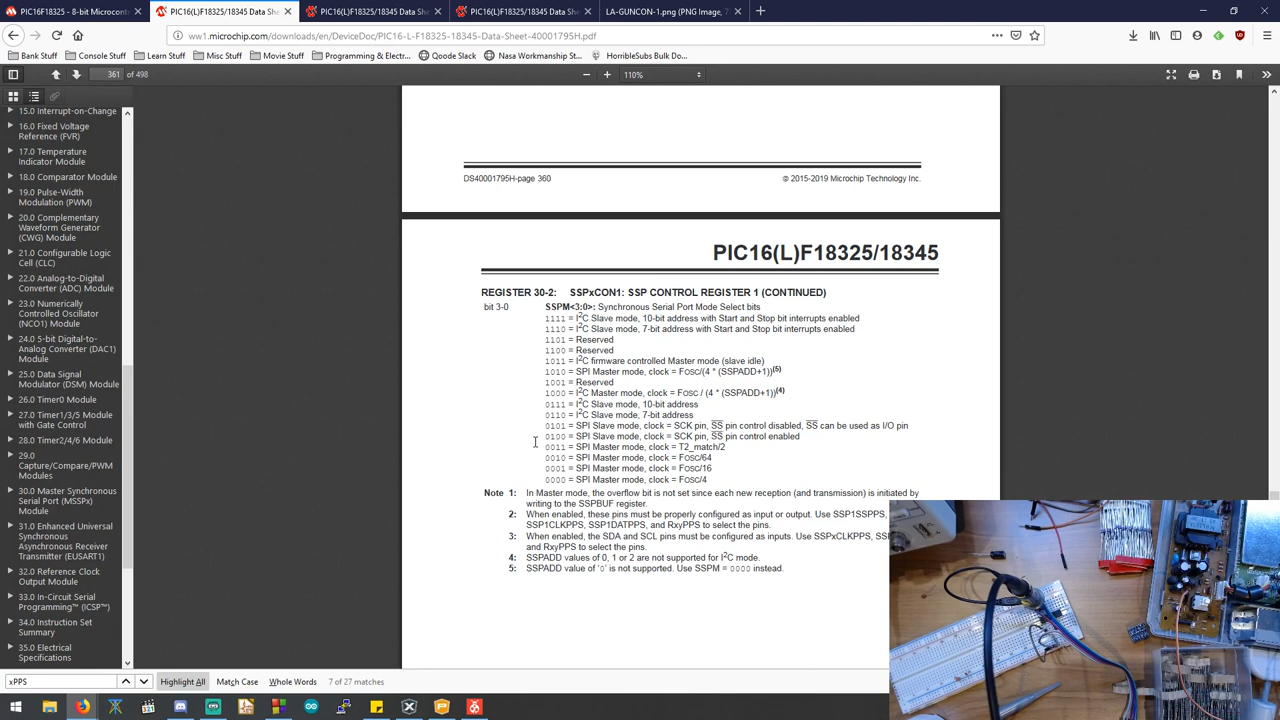 PIC16F18325 - 8-bit Microcont
PIC16(L)F18325/18345 Data She
PIC16(L)F18325/18345 Data She
PIC16(L)F18325/18345 Data She
LA-GUNCON-1.png (PNG Image, 7
ww1.microchip.com/downloads/en/DeviceDoc/PIC16-L-F18325-18345-Data-Sheet-40001795H.pdf
Bank Stuff
Console Stuff
Learn Stuff
Misc Stuff
Movie Stuff
Programming & Electr...
Qoode Slack
Nasa Workmanship St...
HorribleSubs Bulk Do...
361 of 498
110%
15.0 Interrupt-on-Change
16.0 Fixed Voltage
Reference (FVR)
17.0 Temperature
Indicator Module
18.0 Comparator Module
19.0 Pulse-Width
Modulation (PWM)
20.0 Complementary
Waveform Generator
(CWG) Module
21.0 Configurable Logic
Cell (CLC)
22.0 Analog-to-Digital
Converter (ADC) Module
23.0 Numerically
Controlled Oscillator
(NCO1) Module
24.0 5-bit Digital-to-
Analog Converter (DAC1)
Module
25.0 Data Signal
Modulator (DSM) Module
26.0 Timer0 Module
27.0 Timer1/3/5 Module
with Gate Control
28.0 Timer2/4/6 Module
29.0
Capture/Compare/PWM
Modules
30.0 Master Synchronous
Serial Port (MSSPx)
Module
31.0 Enhanced Universal
Synchronous
Asynchronous Receiver
Transmitter (EUSART1)
32.0 Reference Clock
Output Module
33.0 In-Circuit Serial
Programming™ (ICSP™)
34.0 Instruction Set
Summary
35.0 Electrical
Specifications
DS40001795H-page 360
© 2015-2019 Microchip Technology Inc.
PIC16(L)F18325/18345
REGISTER 30-2: SSPxCON1: SSP CONTROL REGISTER 1 (CONTINUED)
bit 3-0 SSPM<3:0>: Synchronous Serial Port Mode Select bits
1111 = I2C Slave mode, 10-bit address with Start and Stop bit interrupts enabled
1110 = I2C Slave mode, 7-bit address with Start and Stop bit interrupts enabled
1101 = Reserved
1100 = Reserved
1011 = I2C firmware controlled Master mode (slave idle)
1010 = SPI Master mode, clock = FOSC/(4 * (SSPADD+1))(5)
1001 = Reserved
1000 = I2C Master mode, clock = FOSC / (4 * (SSPADD+1))(4)
0111 = I2C Slave mode, 10-bit address
0110 = I2C Slave mode, 7-bit address
0101 = SPI Slave mode, clock = SCK pin, SS pin control disabled, SS can be used as I/O pin
0100 = SPI Slave mode, clock = SCK pin, SS pin control enabled
0011 = SPI Master mode, clock = T2_match/2
0010 = SPI Master mode, clock = FOSC/64
0001 = SPI Master mode, clock = FOSC/16
0000 = SPI Master mode, clock = FOSC/4
Note 1: In Master mode, the overflow bit is not set since each new reception (and transmission) is initiated by
writing to the SSPBUF register.
2: When enabled, these pins must be properly configured as input or output. Use SSP1SSPPS,
SSP1CLKPPS, SSP1DATPPS, and RxyPPS to select the pins.
3: When enabled, the SDA and SCL pins must be configured as inputs. Use SSPxCLKPPS,
and RxyPPS to select the pins.
4: SSPADD values of 0, 1 or 2 are not supported for I2C mode.
5: SSPADD value of '0' is not supported. Use SSPM = 0000 instead.
xPPS
Highlight All
Match Case
Whole Words
7 of 27 matches